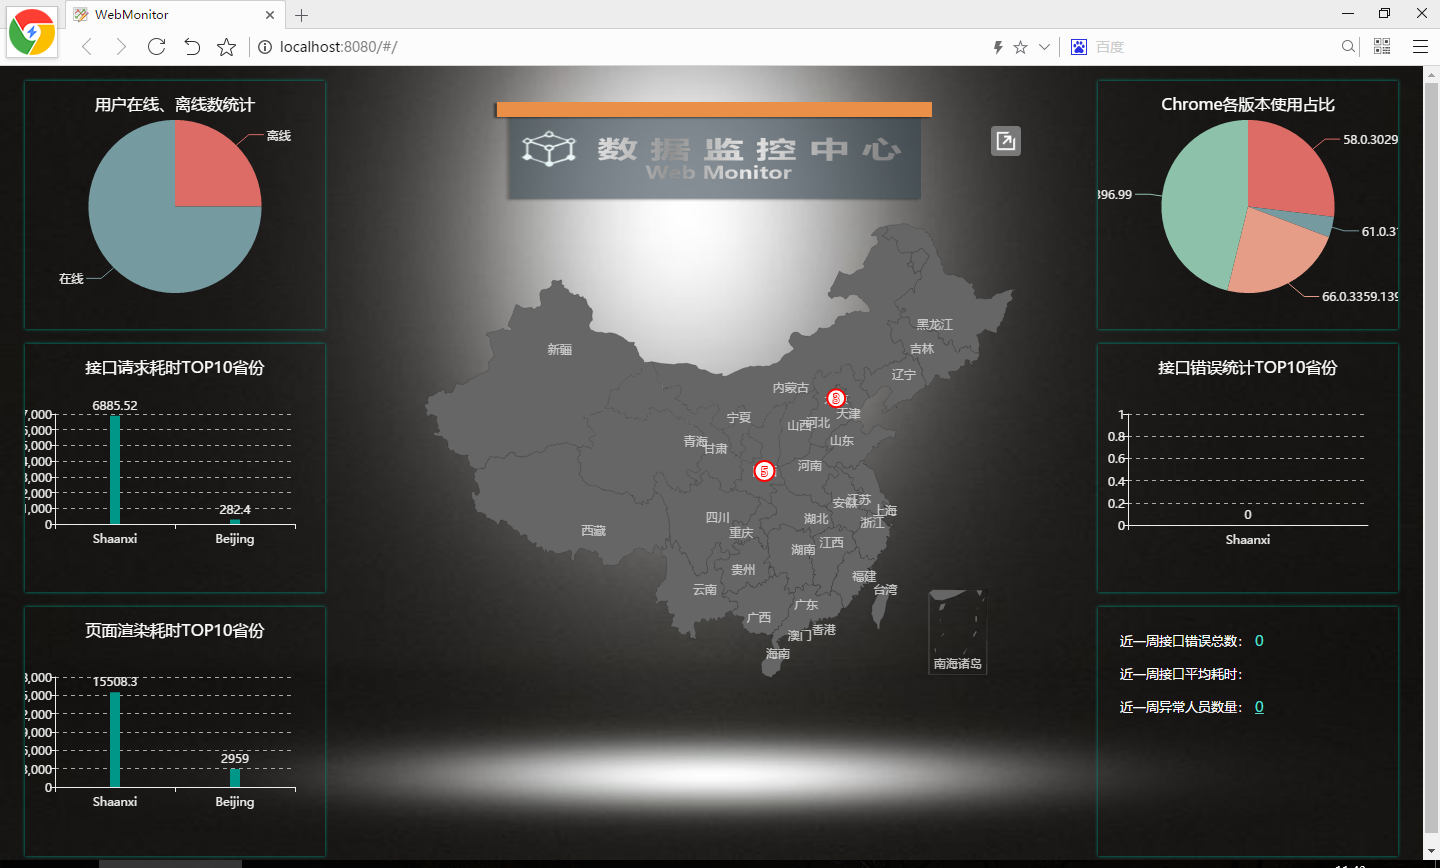 WebMonitor
localhost:8080/#/
百度
用户在线、离线数统计
离线
在线
数据监控中心
Web Monitor
Chrome各版本使用占比
58.0.3029
396.99
61.0.31
66.0.3359.139
接口请求耗时TOP10省份
6885.52
7,000
6,000
5,000
4,000
3,000
2,000
1,000
0
282.4
Shaanxi
Beijing
页面渲染耗时TOP10省份
15508.3
8,000
5,000
2,000
9,000
6,000
3,000
0
2959
Shaanxi
Beijing
黑龙江
吉林
辽宁
新疆
内蒙古
3
天津
宁夏
山西
河北
青海
甘肃
山东
河南
5
安徽
江苏
上海
四川
湖北
浙江
西藏
重庆
湖南
江西
贵州
福建
云南
台湾
广东
广西
香港
澳门
海南
南海诸岛
接口错误统计TOP10省份
1
0.8
0.6
0.4
0.2
0
0
Shaanxi
近一周接口错误总数： 0
近一周接口平均耗时：
近一周异常人员数量： 0